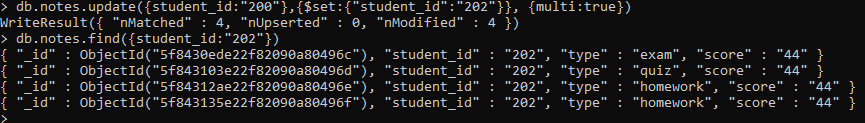 > db.notes.update({student_id:"200"},{$set:{"student_id":"202"}}, {multi:true})
WriteResult({ "nMatched" : 4, "nUpserted" : 0, "nModified" : 4 })
> db.notes.find({student_id:"202"})
{ "_id" : ObjectId("5f8430ede22f82090a80496c"), "student_id" : "202", "type" : "exam", "score" : "44" }
{ "_id" : ObjectId("5f843103e22f82090a80496d"), "student_id" : "202", "type" : "quiz", "score" : "44" }
{ "_id" : ObjectId("5f84312ae22f82090a80496e"), "student_id" : "202", "type" : "homework", "score" : "44" }
{ "_id" : ObjectId("5f843135e22f82090a80496f"), "student_id" : "202", "type" : "homework", "score" : "44" }
>